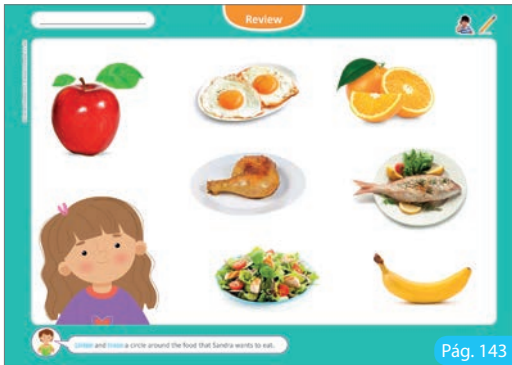 Review
Listen and trace a circle around the food that Sandra wants to eat.
Pág. 143